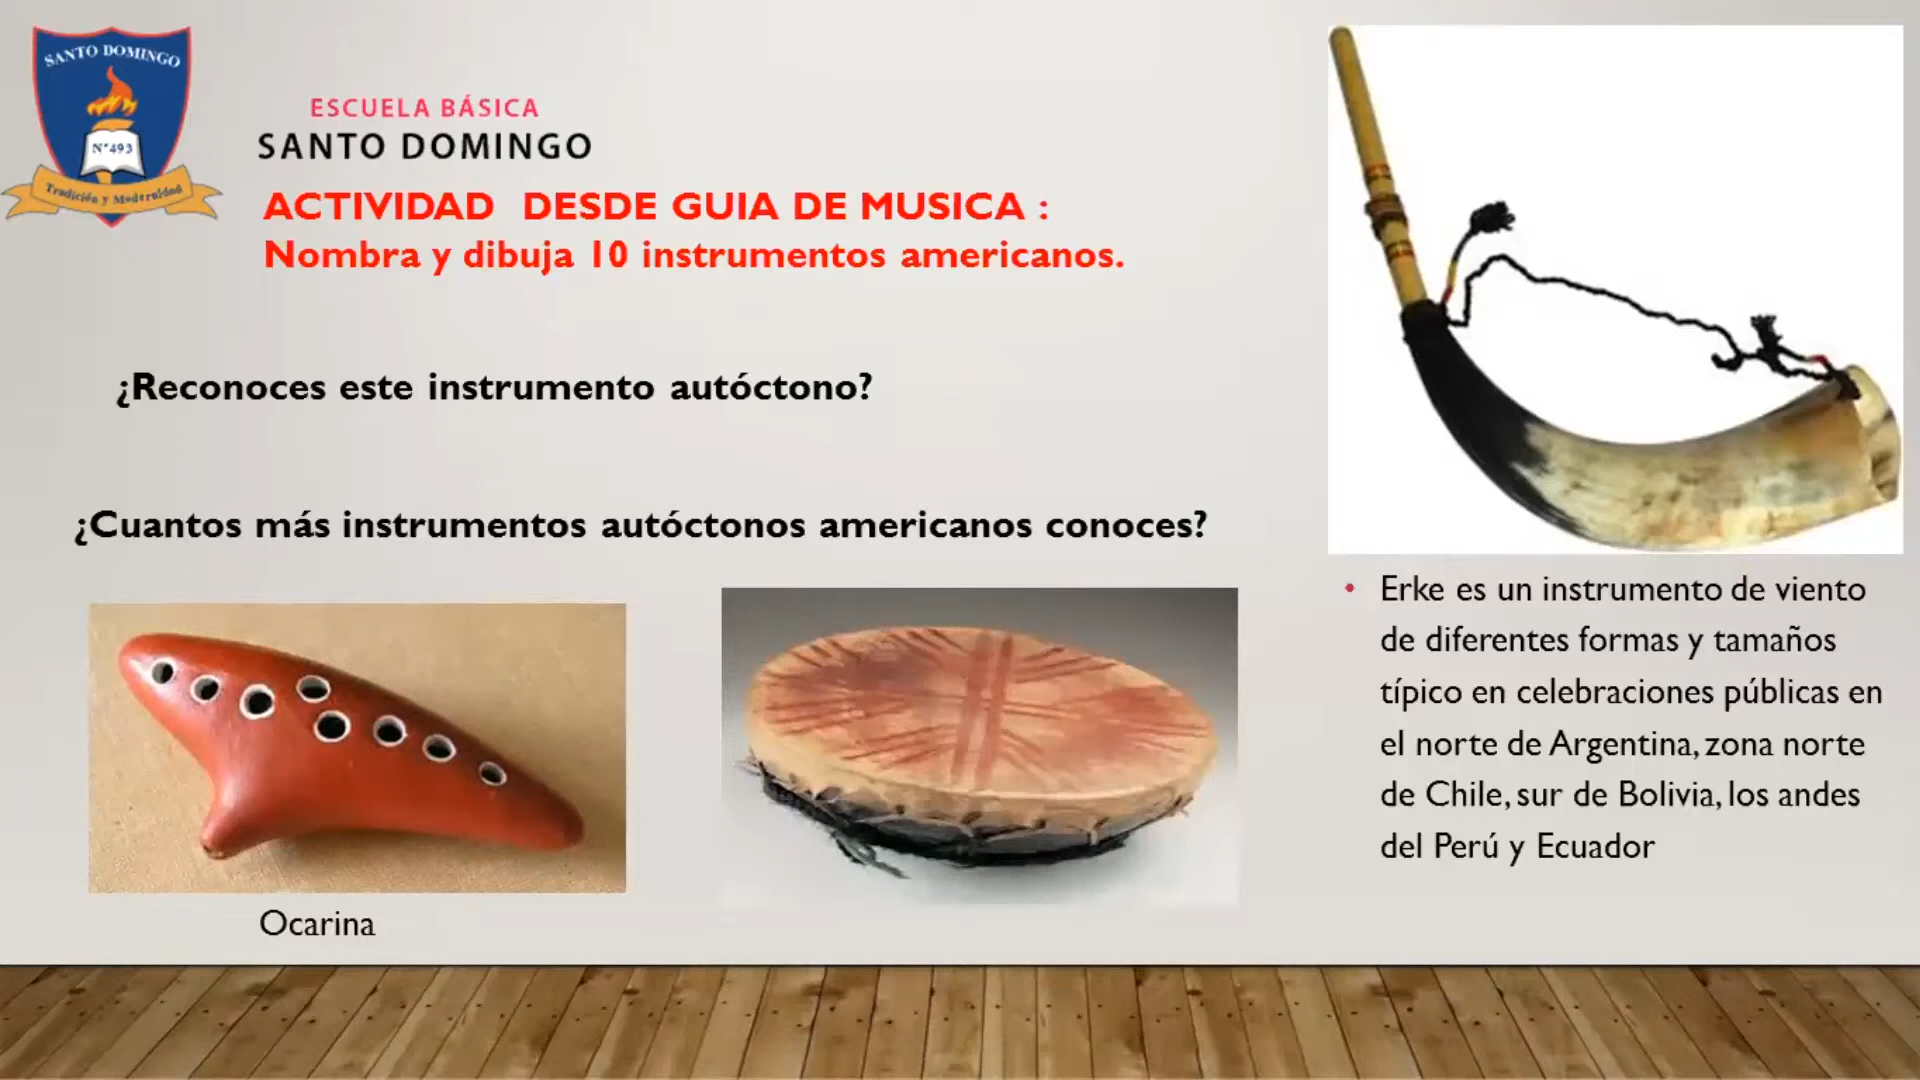 SANTO DOMINGO
N°493
Tradición y Modernidad
ESCUELA BÁSICA
SANTO DOMINGO
ACTIVIDAD DESDE GUIA DE MUSICA :
Nombra y dibuja 10 instrumentos americanos.
¿Reconoces este instrumento autóctono?
¿Cuantos más instrumentos autóctonos americanos conoces?
Ocarina
• Erke es un instrumento de viento
de diferentes formas y tamaños
típico en celebraciones públicas en
el norte de Argentina, zona norte
de Chile, sur de Bolivia, los andes
del Perú y Ecuador